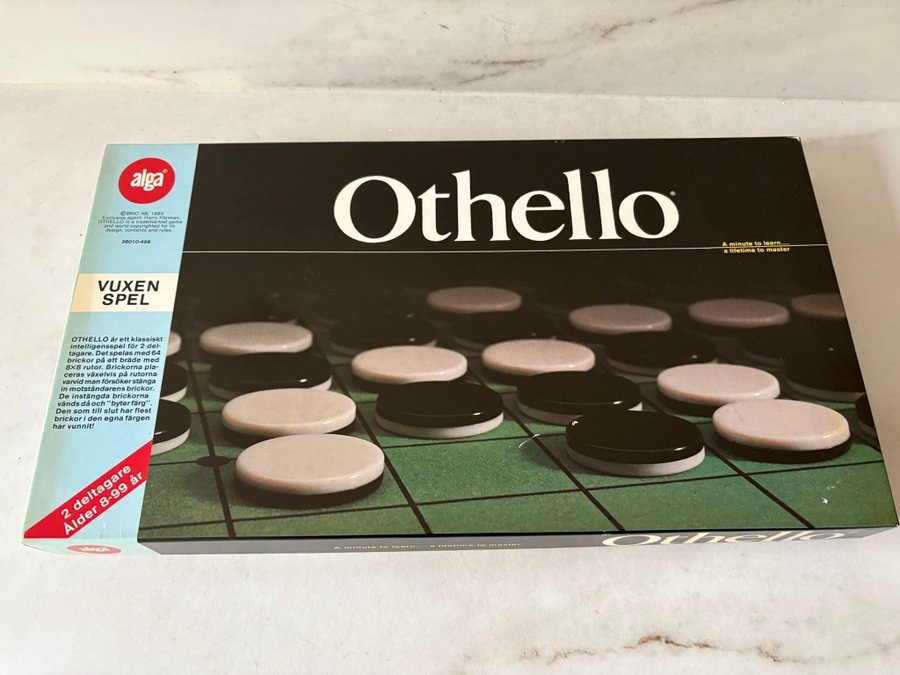 alga®
©BRIO AB, 1985
Exclusive agent: Harry Kleiman.
OTHELLO is a trademarked game
and world copyrighted for its
design, contents and rules.
38010-498
VUXEN
SPEL
OTHELLO är ett klassiskt
intelligensspel för 2 del-
tagare. Det spelas med 64
brickor på ett bräde med
8X8 rutor. Brickorna pla-
ceras växelvis på rutorna
varvid man försöker stänga
in motståndarens brickor.
De instängda brickorna
vänds då och "byter färg".
Den som till slut har flest
brickor i den egna färgen
har vunnit!
2 deltagare
Ålder 8-99 år
Othello®
A minute to learn....
a lifetime to master
alga
A minute to learn.... a lifetime to master
Othello